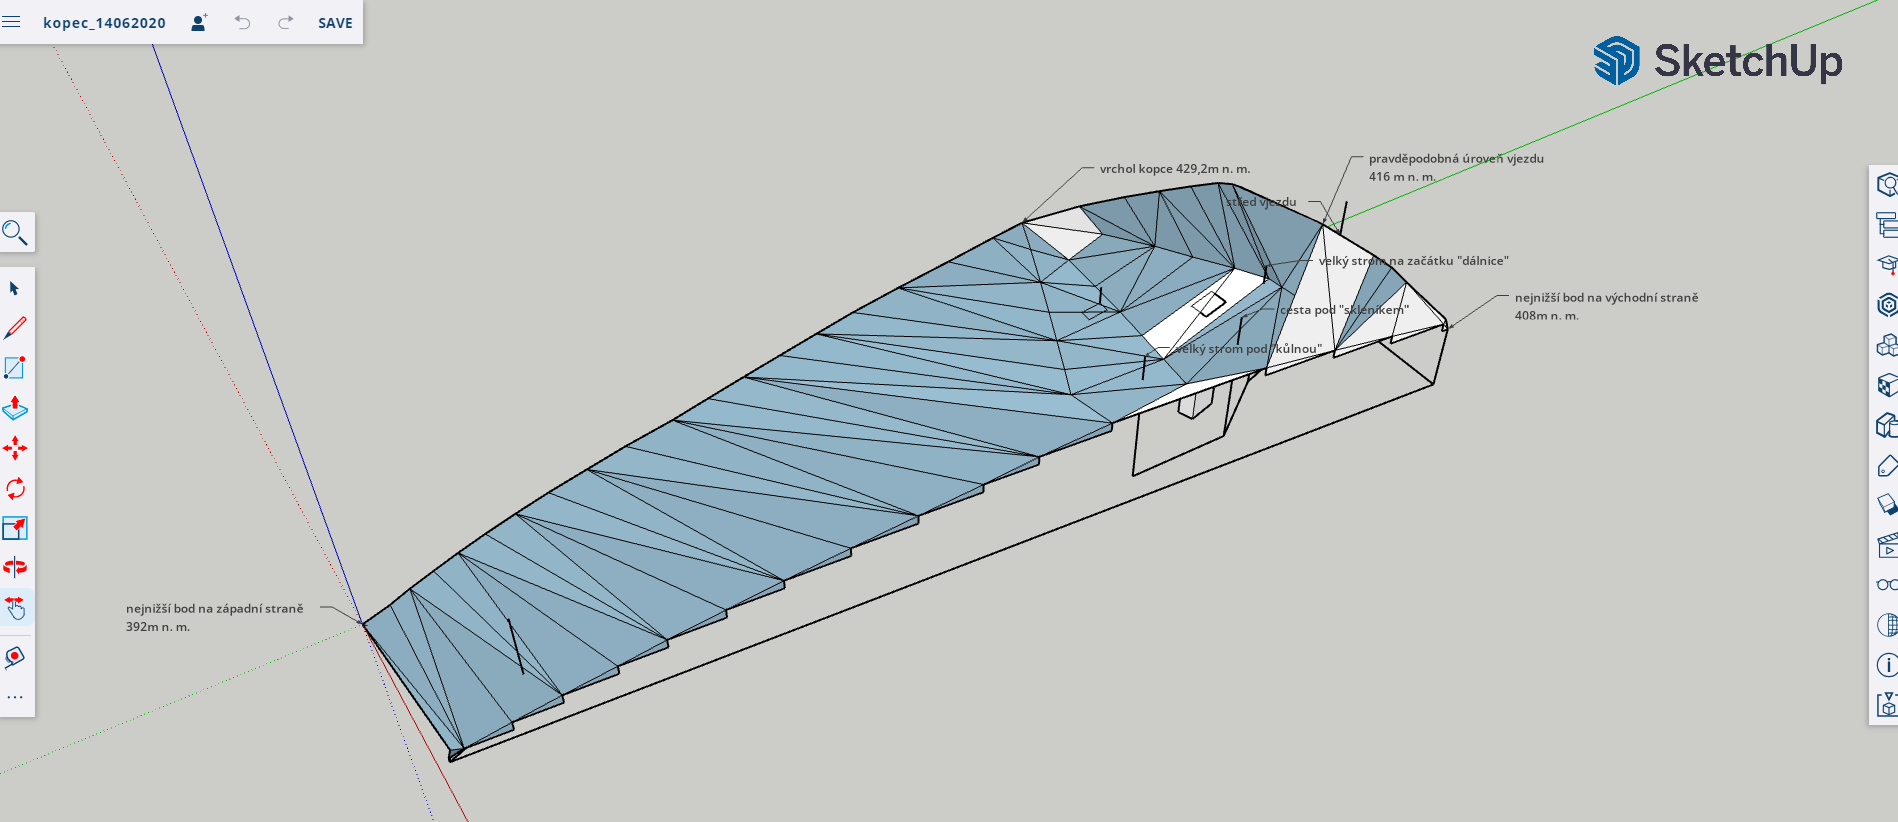 kopec_14062020
SAVE
SketchUp
vrchol kopce 429,2m n. m.
pravděpodobná úroveň vjezdu
416 m n. m.
střed vjezdu
velký strom na začátku "dálnice"
nejnižší bod na východní straně
408m n. m.
cesta pod "skleníkem"
velký strom pod "kůlnou"
nejnižší bod na západní straně
392m n. m.